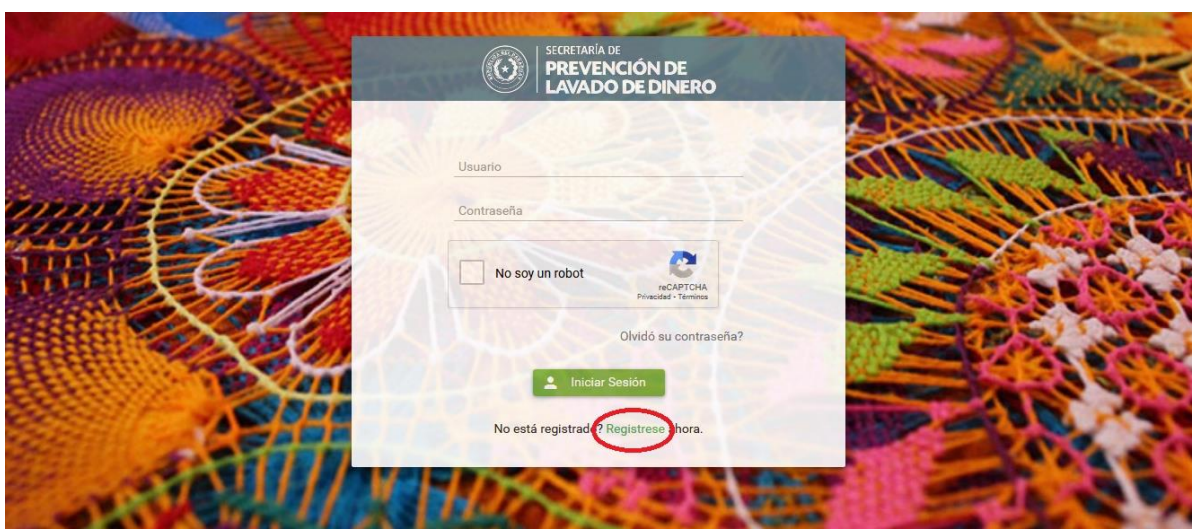 SECRETARÍA DE
PREVENCIÓN DE
LAVADO DE DINERO
Usuario
Contraseña
No soy un robot
reCAPTCHA
Privacidad - Términos
Olvidó su contraseña?
Iniciar Sesión
No está registrado? Regístrese ahora.